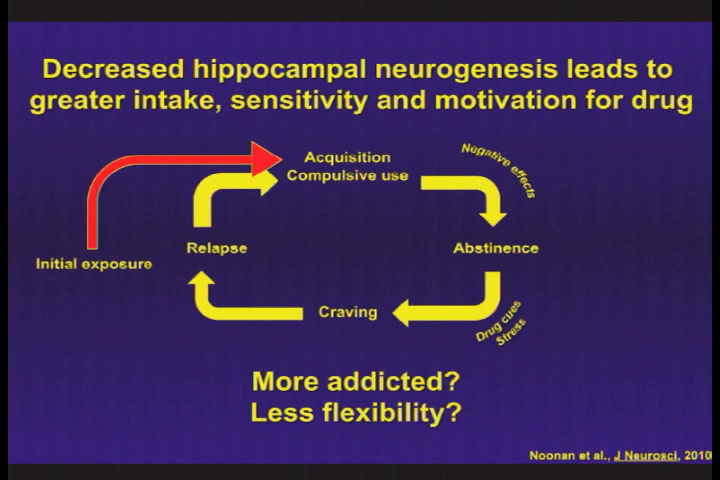 Decreased hippocampal neurogenesis leads to
greater intake, sensitivity and motivation for drug
Acquisition
Compulsive use
Negative effects
Initial exposure
Relapse
Abstinence
Craving
Drug cues
Stress
More addicted?
Less flexibility?
Noonan et al., J Neurosci, 2010